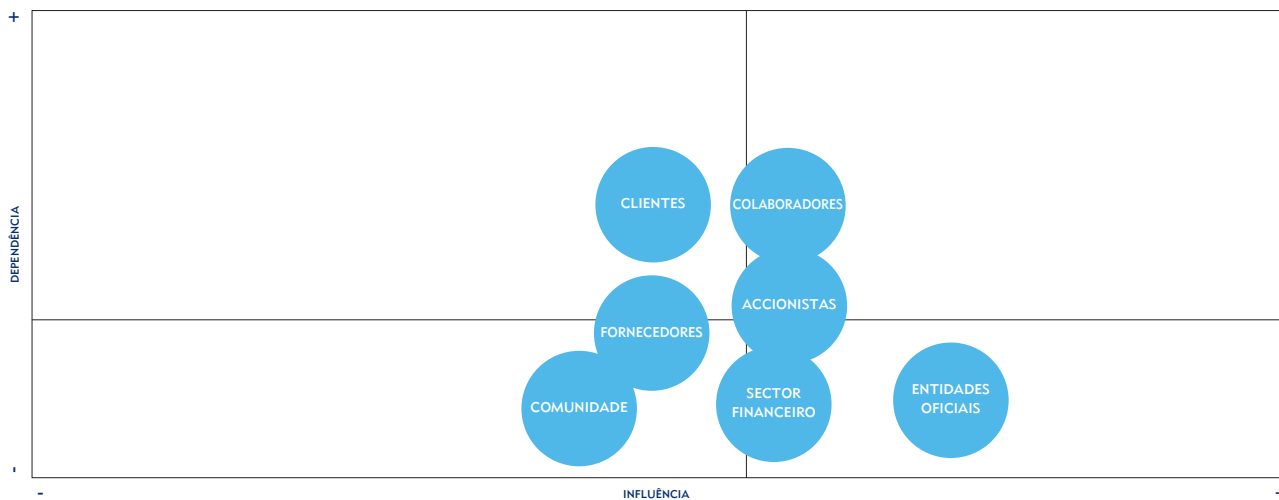 +
DEPENDÊNCIA
CLIENTES
COLABORADORES
ACCIONISTAS
FORNECEDORES
COMUNIDADE
SECTOR
FINANCEIRO
ENTIDADES
OFICIAIS
-
-
INFLUÊNCIA